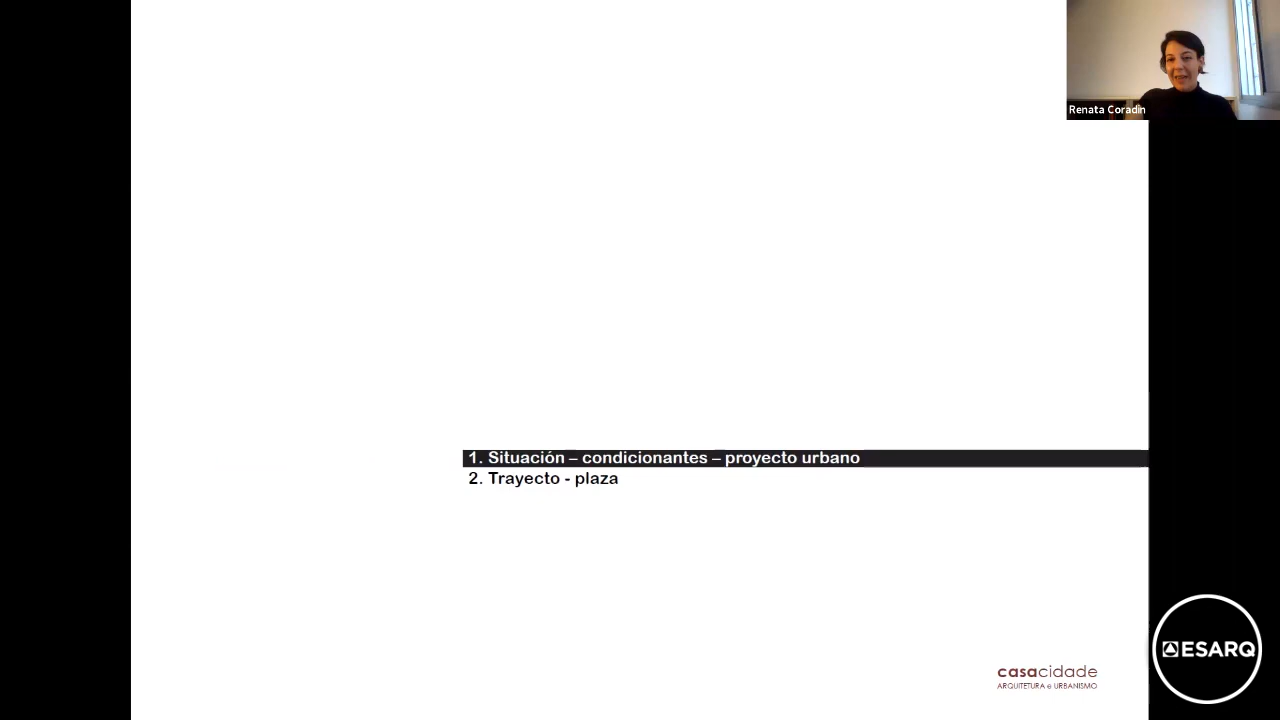 Renata Coradin
1. Situación – condicionantes – proyecto urbano
2. Trayecto - plaza
ESARQ
casacidade
ARQUITETURA e URBANISMO